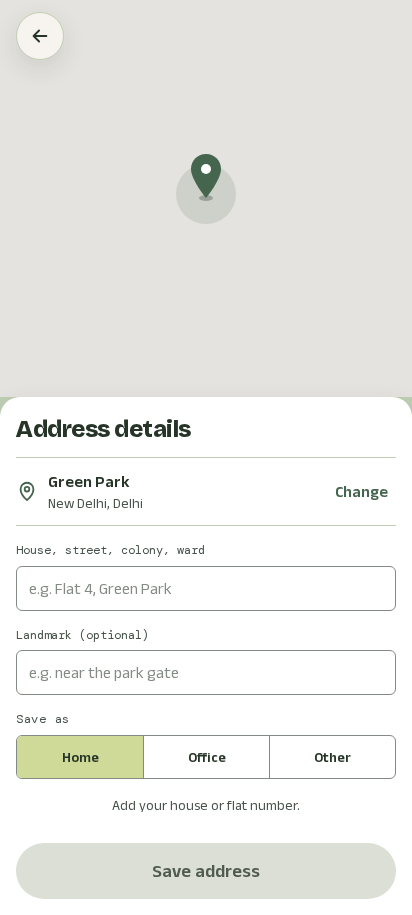 Address details
Green Park
New Delhi, Delhi
Change
House, street, colony, ward
e.g. Flat 4, Green Park
Landmark (optional)
e.g. near the park gate
Save as
Home
Office
Other
Add your house or flat number.
Save address